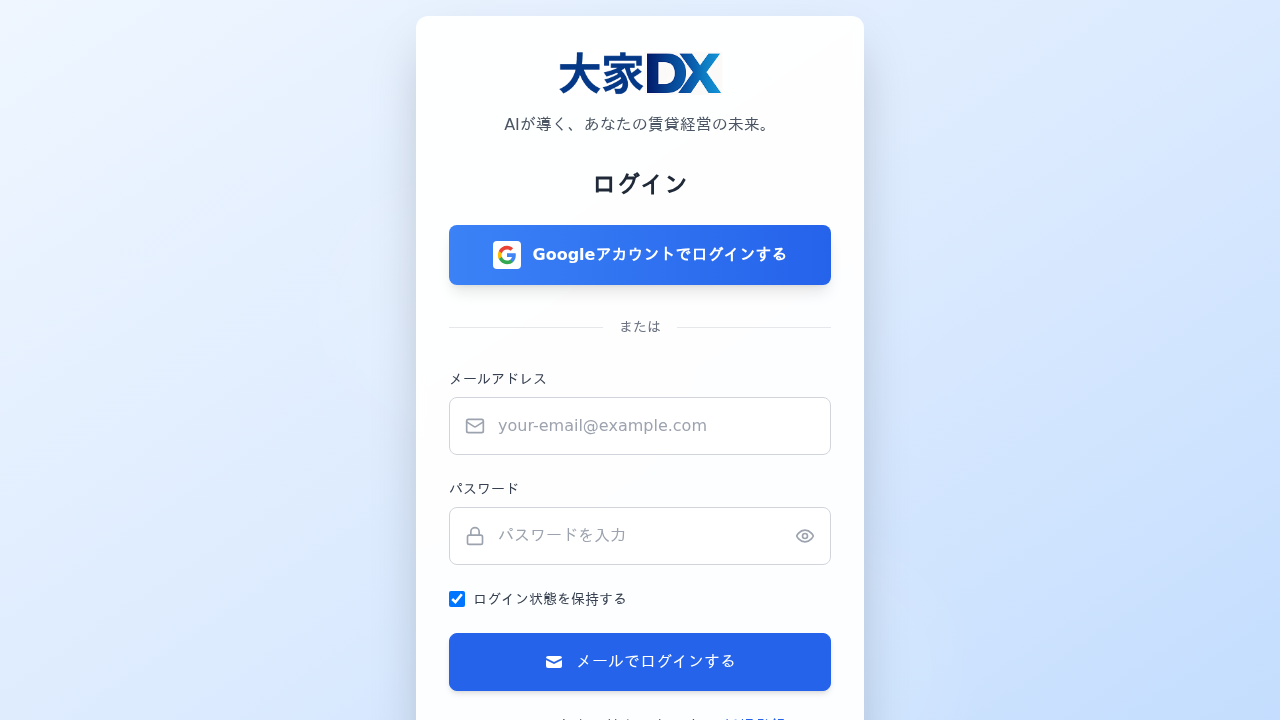 大家DX
AIが導く、あなたの賃貸経営の未来。
ログイン
Googleアカウントでログインする
または
メールアドレス
your-email@example.com
パスワード
パスワードを入力
ログイン状態を保持する
メールでログインする